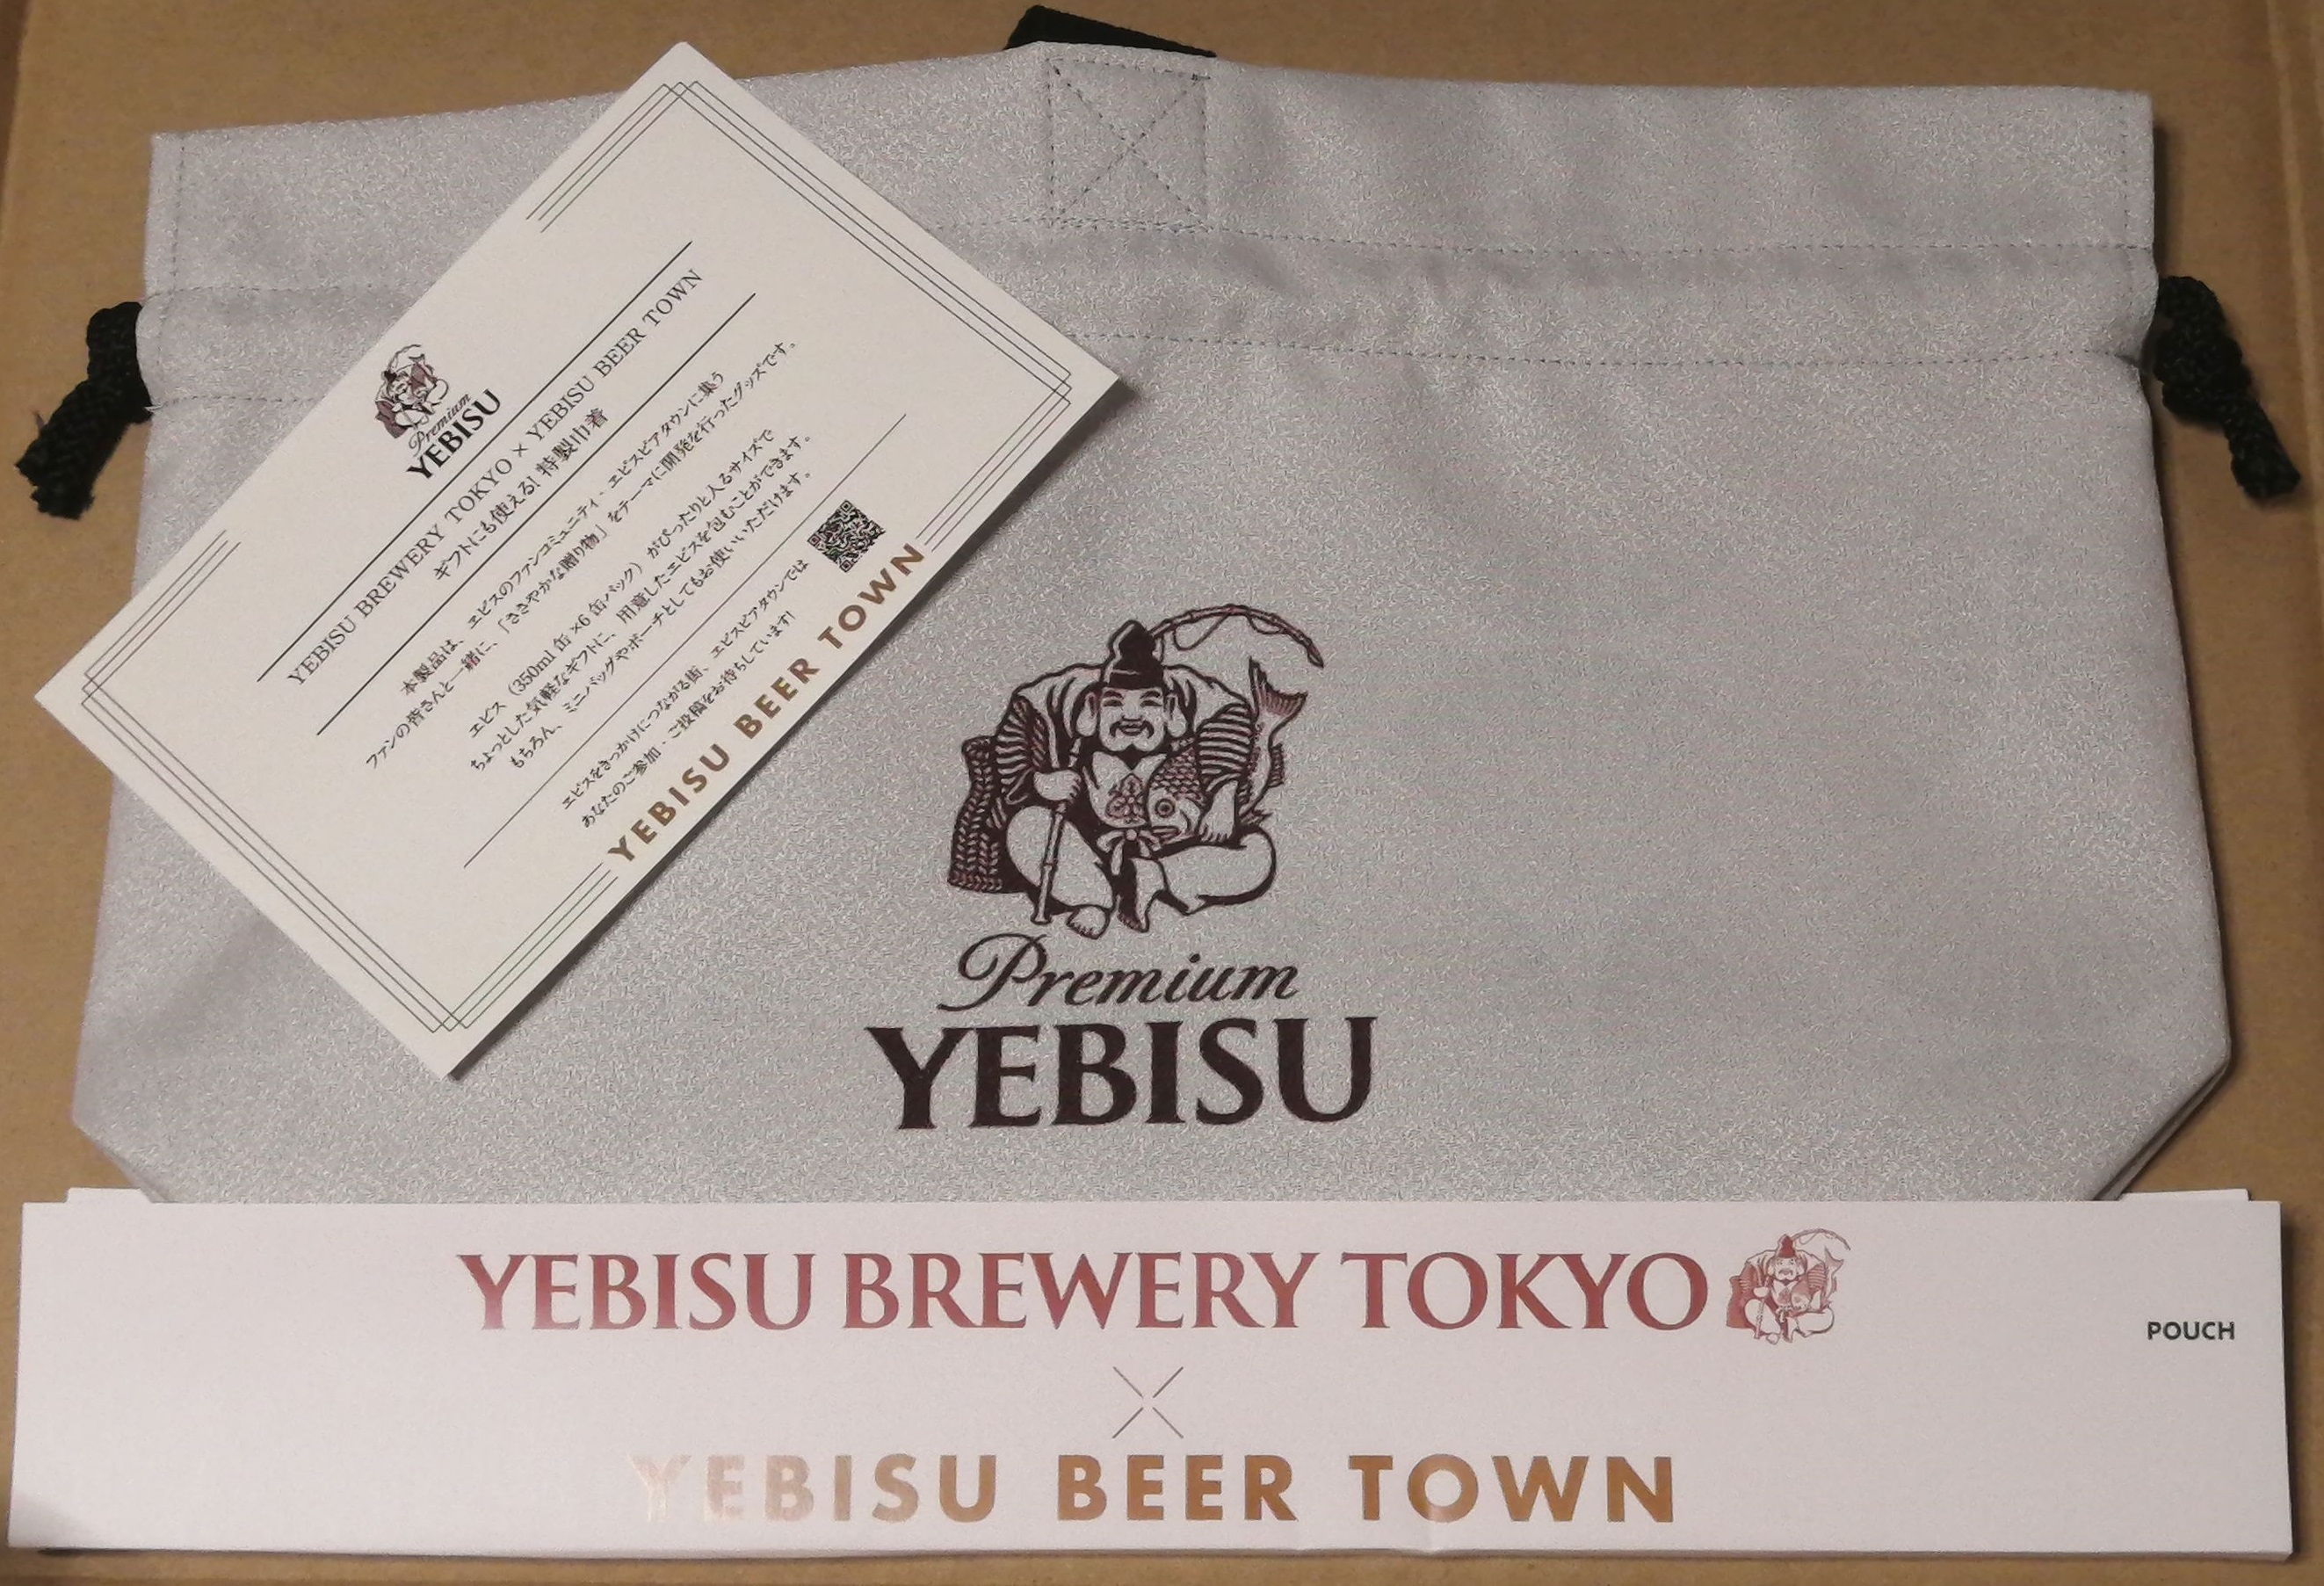 Premium
YEBISU
YEBISU BREWERY TOKYO × YEBISU BEER TOWN
ギフトにも使える! 特製巾着
本製品は、ヱビスのファンコミュニティ・ヱビスビアタウンに集う
ファンの皆さんと一緒に、「ささやかな贈り物」をテーマに開発を行ったグッズです。
ヱビス (350ml 缶 ×6 缶パック) がぴったりと入るサイズで
ちょっとした気軽なギフトに、用意したヱビスを包むことができます。
もちろん、ミニバッグやポーチとしてもお使いいただけます。
ヱビスをきっかけにつながる街、ヱビスビアタウンでは
あなたのご参加・ご投稿をお待ちしています!
YEBISU BEER TOWN
Premium
YEBISU
YEBISU BREWERY TOKYO
POUCH
×
YEBISU BEER TOWN